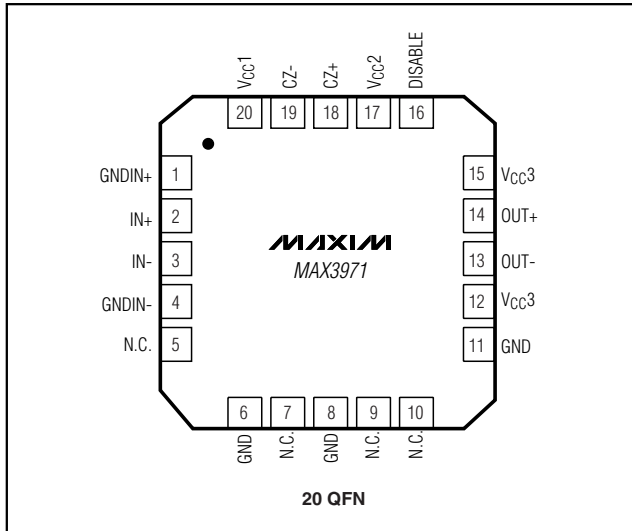 VCC1
CZ-
CZ+
VCC2
DISABLE
20
19
18
17
16
GNDIN+ 1
IN+ 2
IN- 3
GNDIN- 4
N.C. 5
15 VCC3
14 OUT+
13 OUT-
12 VCC3
11 GND
MAXIM
MAX3971
6
7
8
9
10
GND
N.C.
GND
N.C.
N.C.
20 QFN